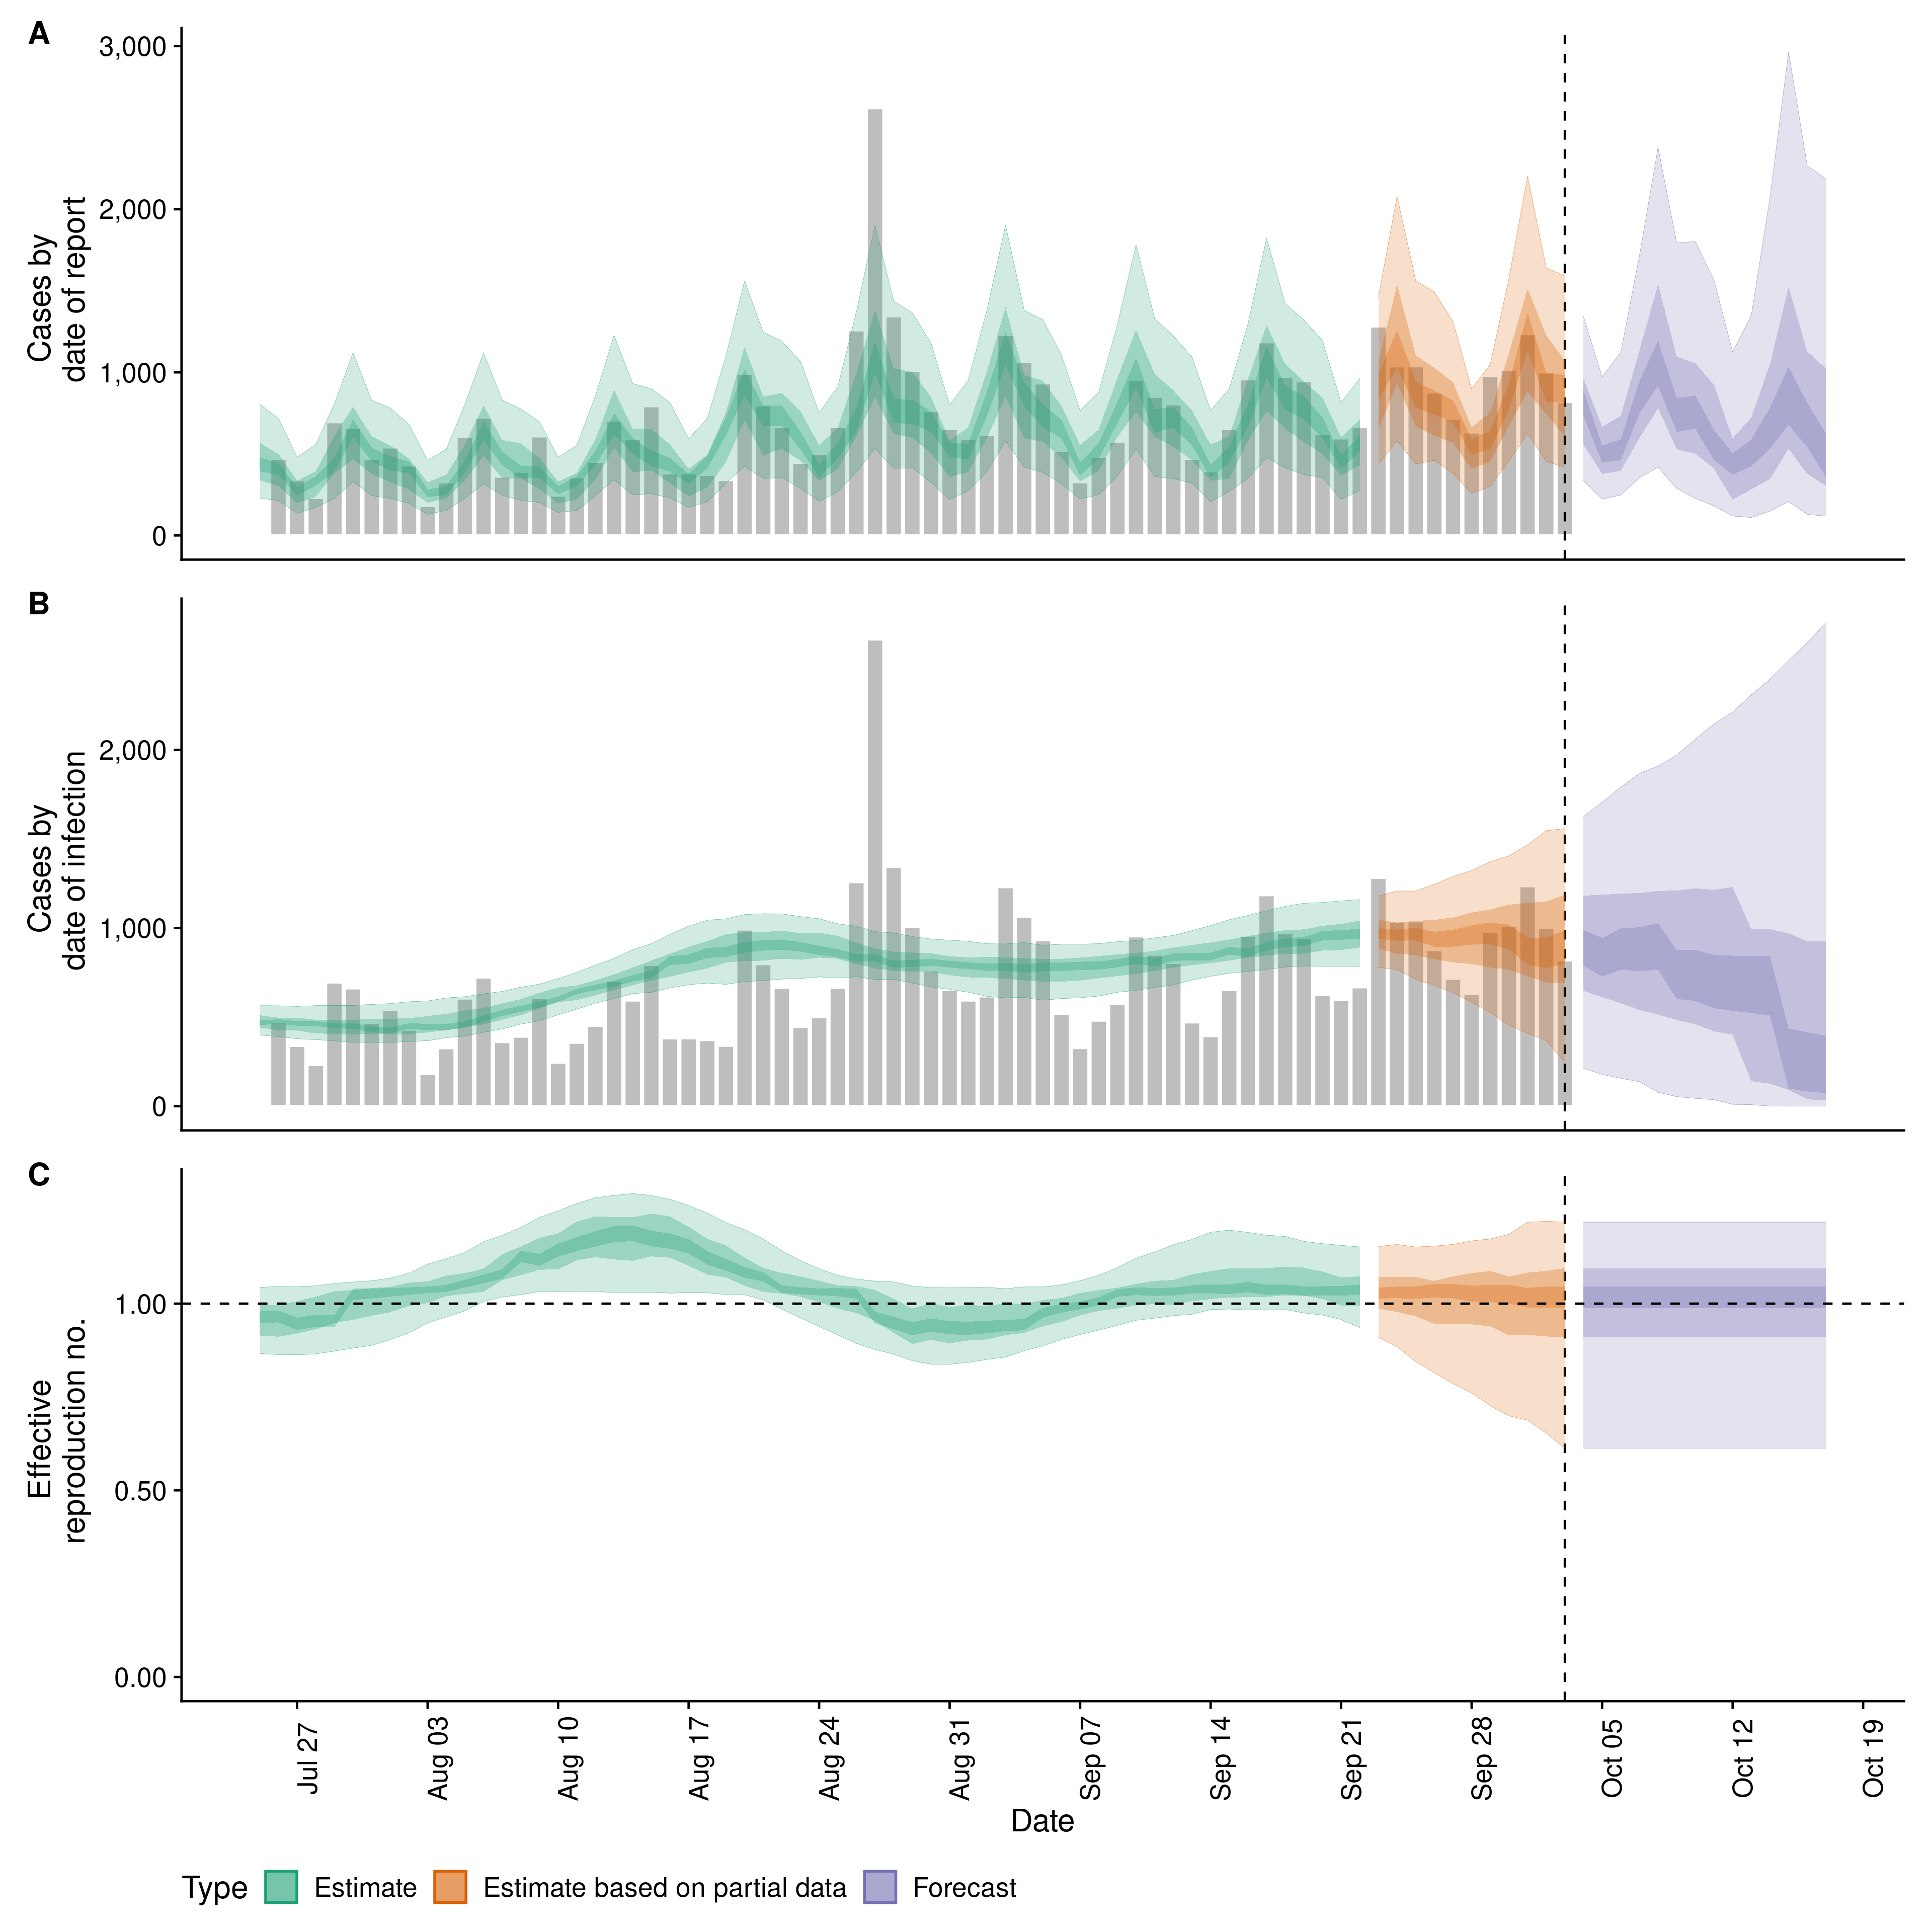 A
Cases by
date of report
3,000
2,000
1,000
0
B
Cases by
date of infection
2,000
1,000
0
C
Effective
reproduction no.
1.00
0.50
0.00
Jul 27
Aug 03
Aug 10
Aug 17
Aug 24
Aug 31
Sep 07
Sep 14
Sep 21
Sep 28
Oct 05
Oct 12
Oct 19
Date
Type Estimate Estimate based on partial data Forecast